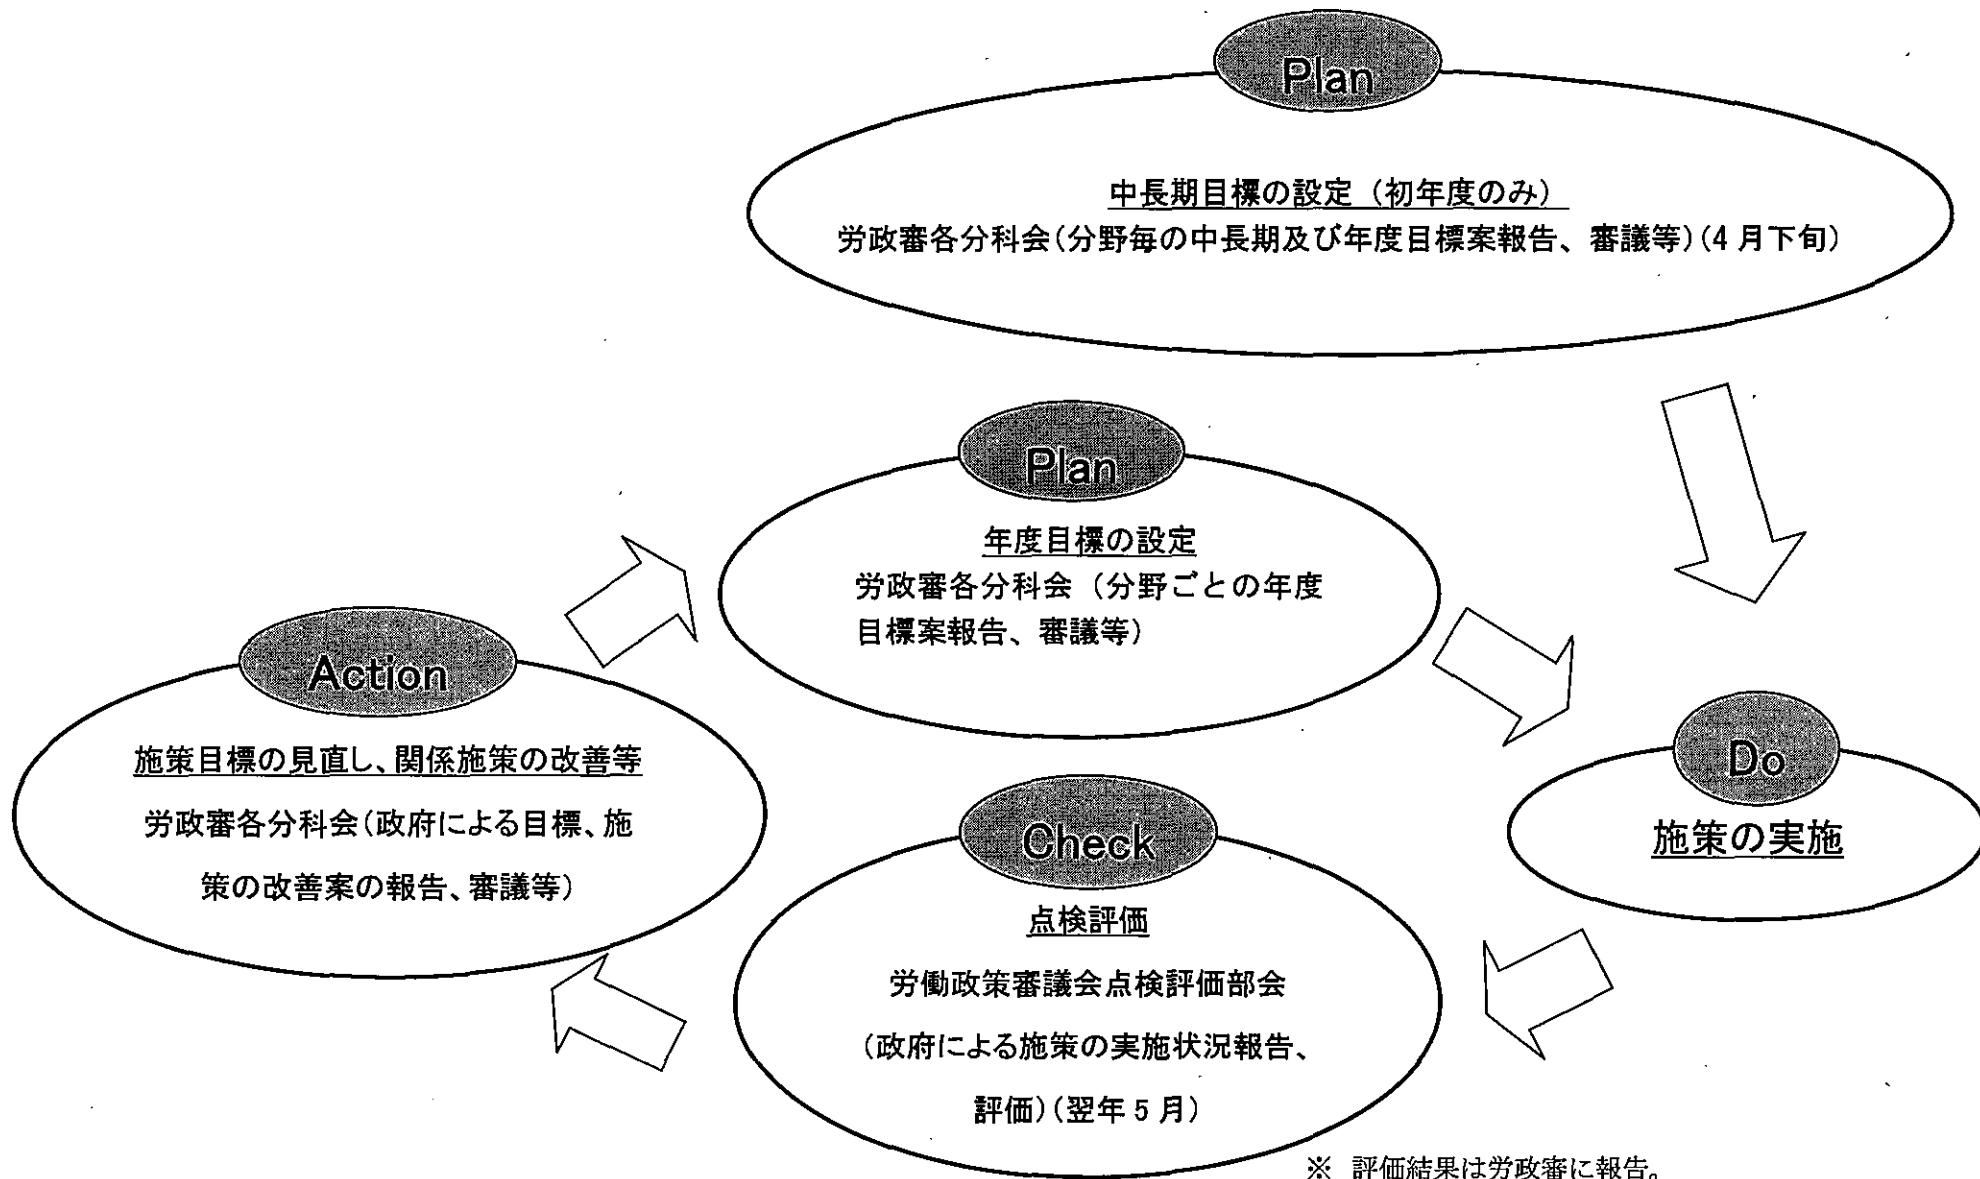 Plan
中長期目標の設定（初年度のみ）
労政審各分科会（分野毎の中長期及び年度目標案報告、審議等）（4月下旬）
Plan
年度目標の設定
労政審各分科会（分野ごとの年度
目標案報告、審議等）
Action
施策目標の見直し、関係施策の改善等
労政審各分科会（政府による目標、施
策の改善案の報告、審議等）
Do
施策の実施
Check
点検評価
労働政策審議会点検評価部会
（政府による施策の実施状況報告、
評価）（翌年5月）
※ 評価結果は労政審に報告。